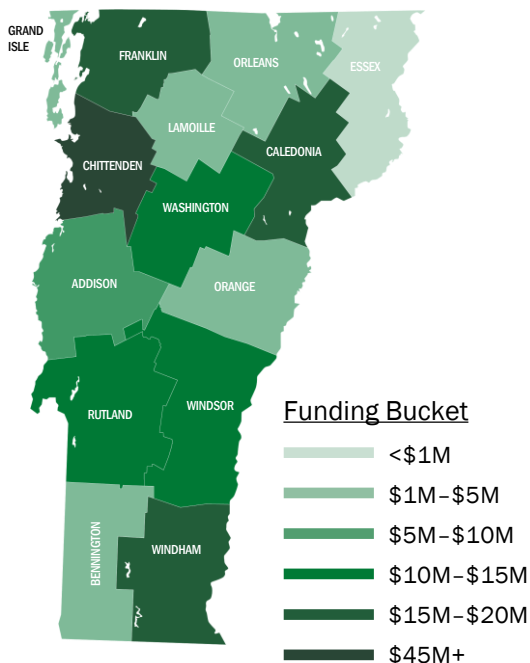 GRAND
ISLE
FRANKLIN
ORLEANS
ESSEX
LAMOILLE
CALEDONIA
CHITTENDEN
WASHINGTON
ADDISON
ORANGE
RUTLAND
WINDSOR
BENNINGTON
WINDHAM
Funding Bucket
<$1M
$1M–$5M
$5M–$10M
$10M–$15M
$15M–$20M
$45M+